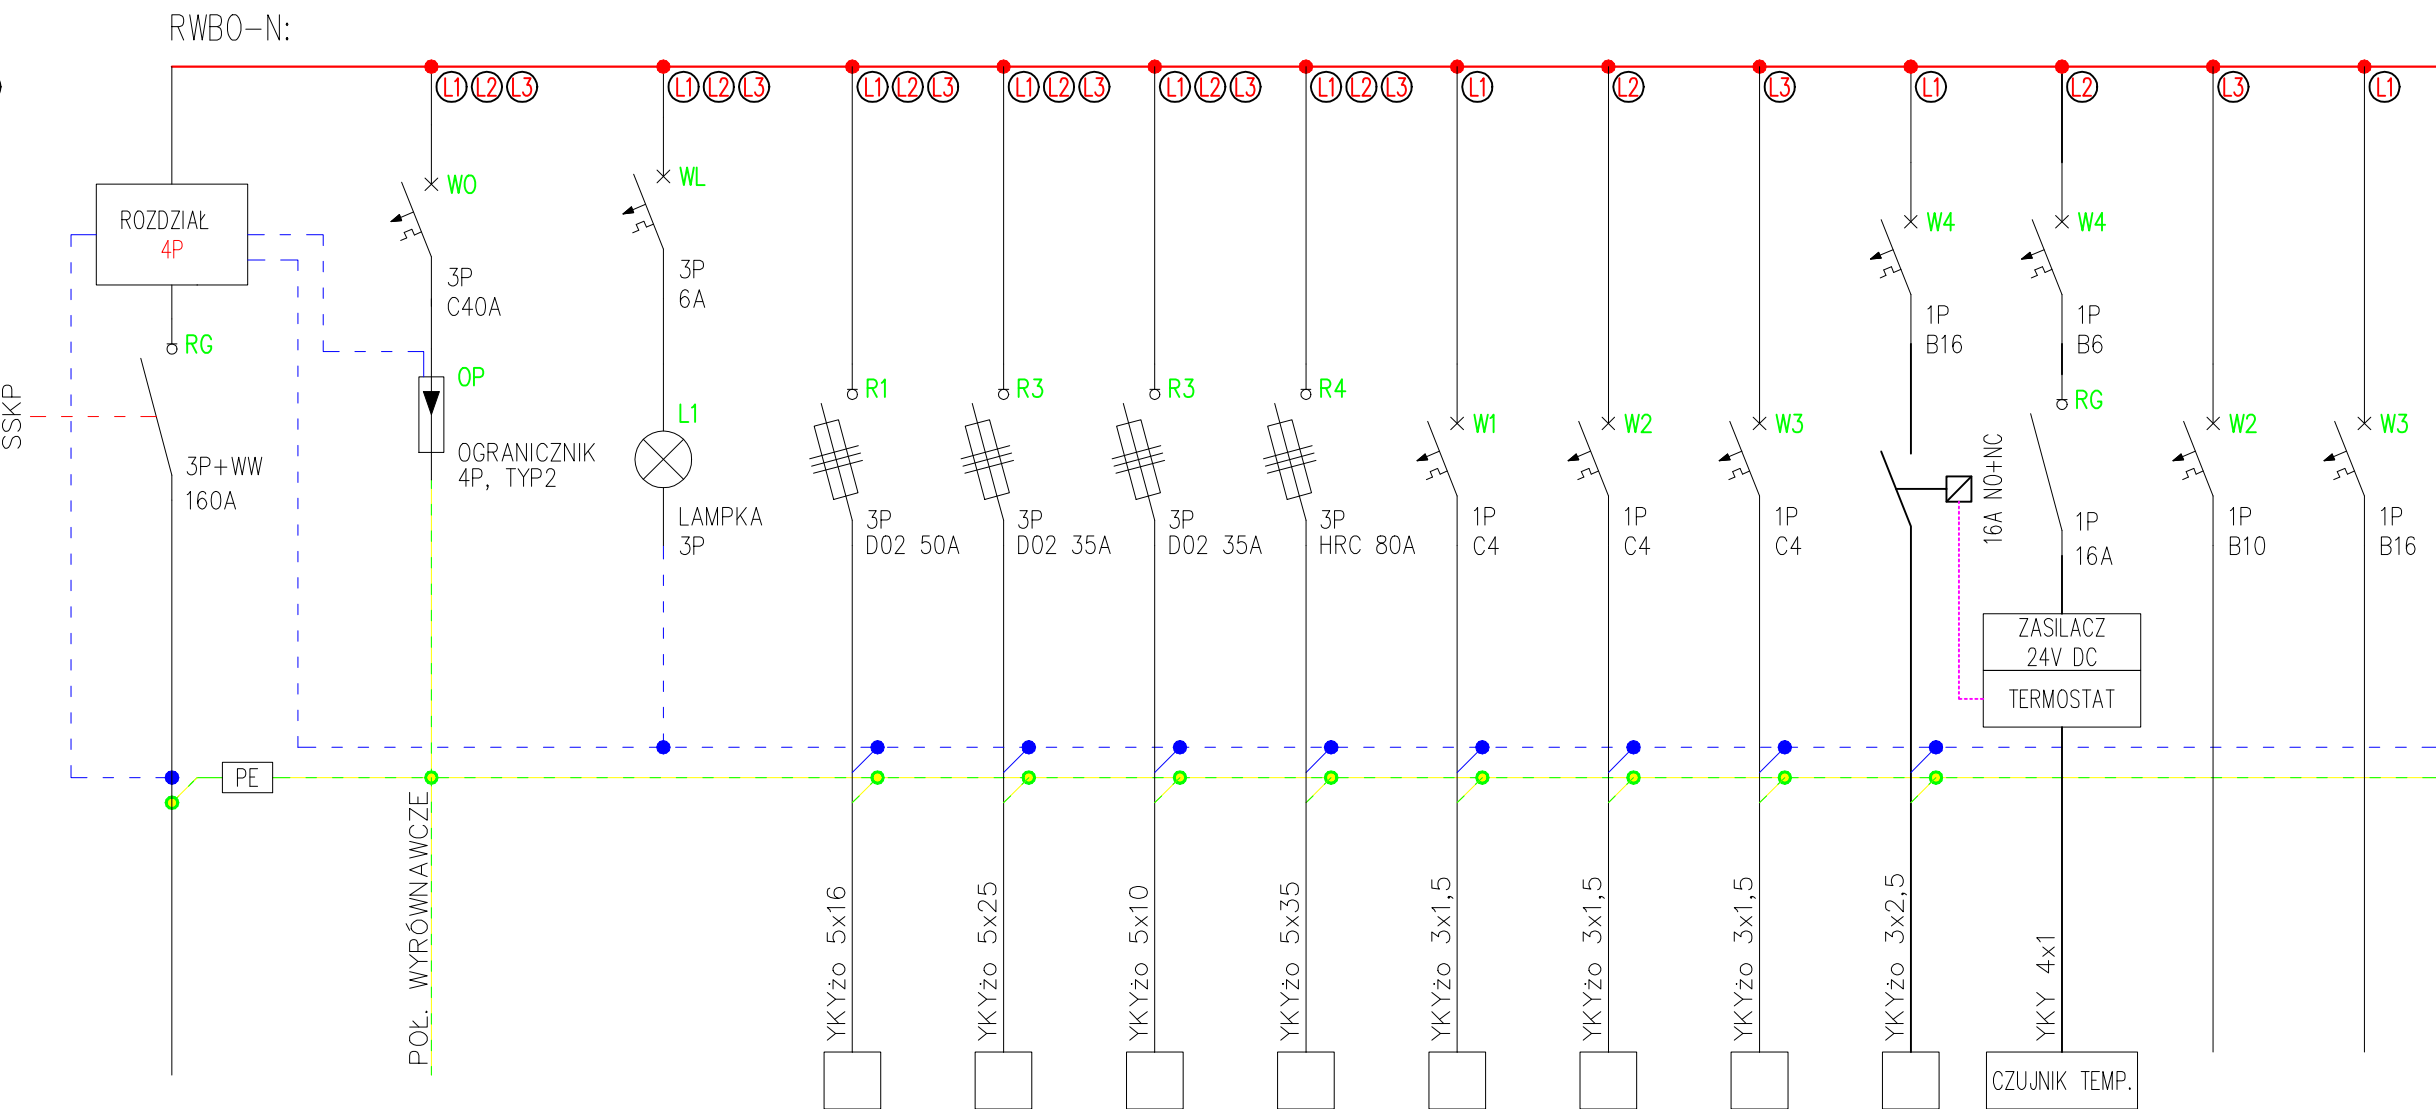 RWBO-N:
L1 L2 L3
L1 L2 L3
L1 L2 L3
L1 L2 L3
L1 L2 L3
L1 L2 L3
L1
L2
L3
L1
L2
L3
L1
ROZDZIAŁ
4P
RG
SSKP
3P+WW
160A
PE
WO
3P
C40A
OP
OGRANICZNIK
4P, TYP2
POŁ. WYRÓWNAWCZE
WL
3P
6A
L1
LAMPKA
3P
R1
3P
D02 50A
YKYżo 5x16
R3
3P
D02 35A
YKYżo 5x25
R3
3P
D02 35A
YKYżo 5x10
R4
3P
HRC 80A
YKYżo 5x35
W1
1P
C4
YKYżo 3x1,5
W2
1P
C4
YKYżo 3x1,5
W3
1P
C4
YKYżo 3x1,5
W4
1P
B16
16A NO+NC
YKYżo 3x2,5
W4
1P
B6
RG
1P
16A
ZASILACZ
24V DC
TERMOSTAT
YKY 4x1
CZUJNIK TEMP.
W2
1P
B10
W3
1P
B16